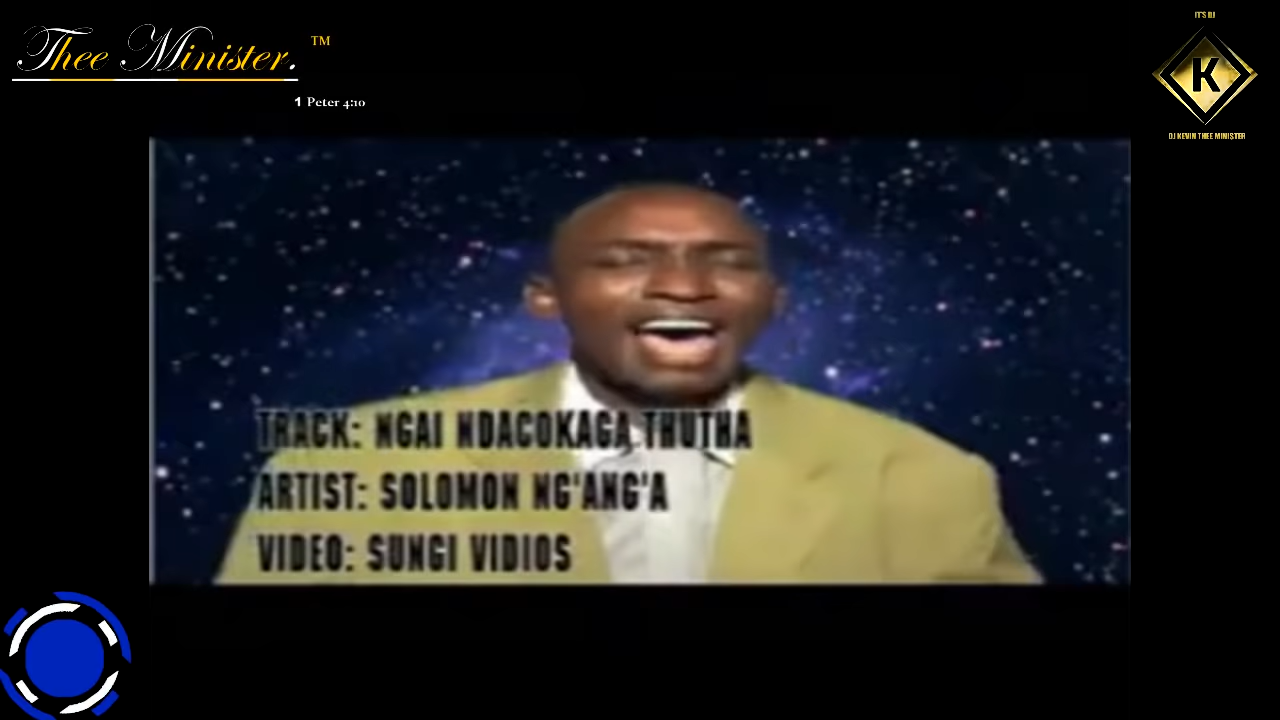 Thee Minister. ™
1 Peter 4:10
IT'S DJ
K
DJ KEVIN THEE MINISTER
TRACK: NGAI NDACOKAGA THUTHA
ARTIST: SOLOMON NG'ANG'A
VIDEO: SUNGI VIDIOS